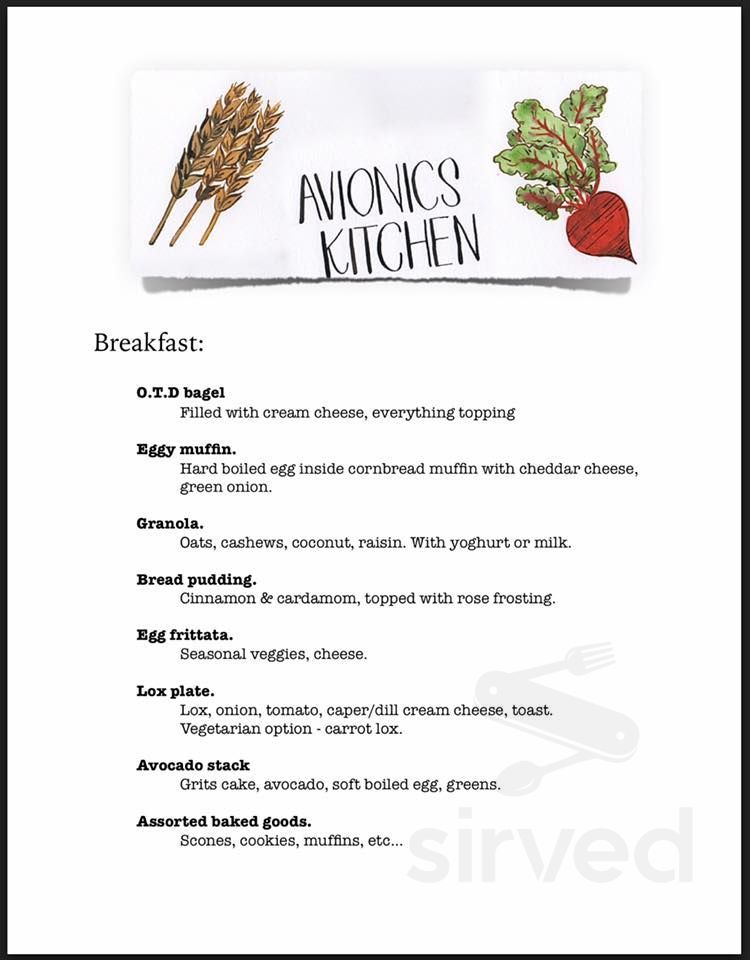 AVIONICS
KITCHEN
Breakfast:
O.T.D bagel
Filled with cream cheese, everything topping
Eggy muffin.
Hard boiled egg inside cornbread muffin with cheddar cheese,
green onion.
Granola.
Oats, cashews, coconut, raisin. With yoghurt or milk.
Bread pudding.
Cinnamon & cardamom, topped with rose frosting.
Egg frittata.
Seasonal veggies, cheese.
Lox plate.
Lox, onion, tomato, caper/dill cream cheese, toast.
Vegetarian option - carrot lox.
Avocado stack
Grits cake, avocado, soft boiled egg, greens.
Assorted baked goods.
Scones, cookies, muffins, etc...
sirved